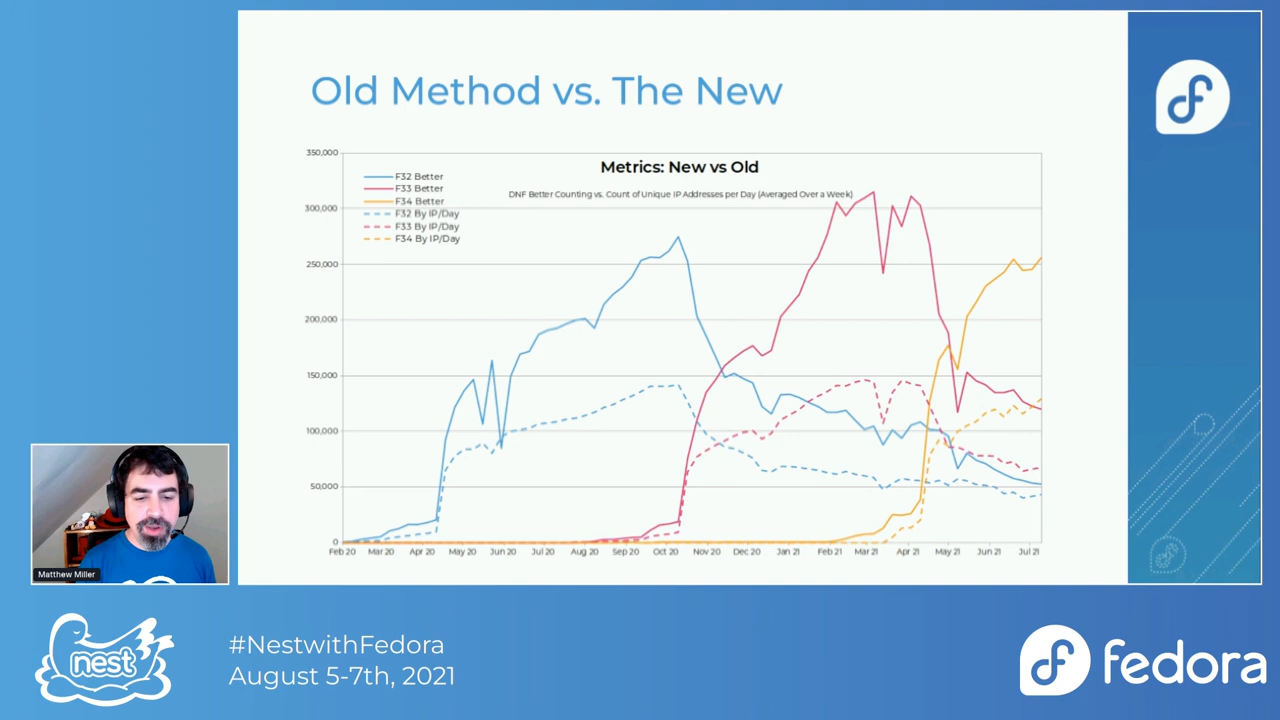 Old Method vs. The New
Metrics: New vs Old
DNF Better Counting vs. Count of Unique IP Addresses per Day (Averaged Over a Week)
F32 Better
F33 Better
F34 Better
F32 By IP/Day
F33 By IP/Day
F34 By IP/Day
350,000
300,000
250,000
200,000
150,000
100,000
50,000
0
Feb 20 Mar 20 Apr 20 May 20 Jun 20 Jul 20 Aug 20 Sep 20 Oct 20 Nov 20 Dec 20 Jan 21 Feb 21 Mar 21 Apr 21 May 21 Jun 21 Jul 21
Matthew Miller
nest
#NestwithFedora
August 5-7th, 2021
fedora